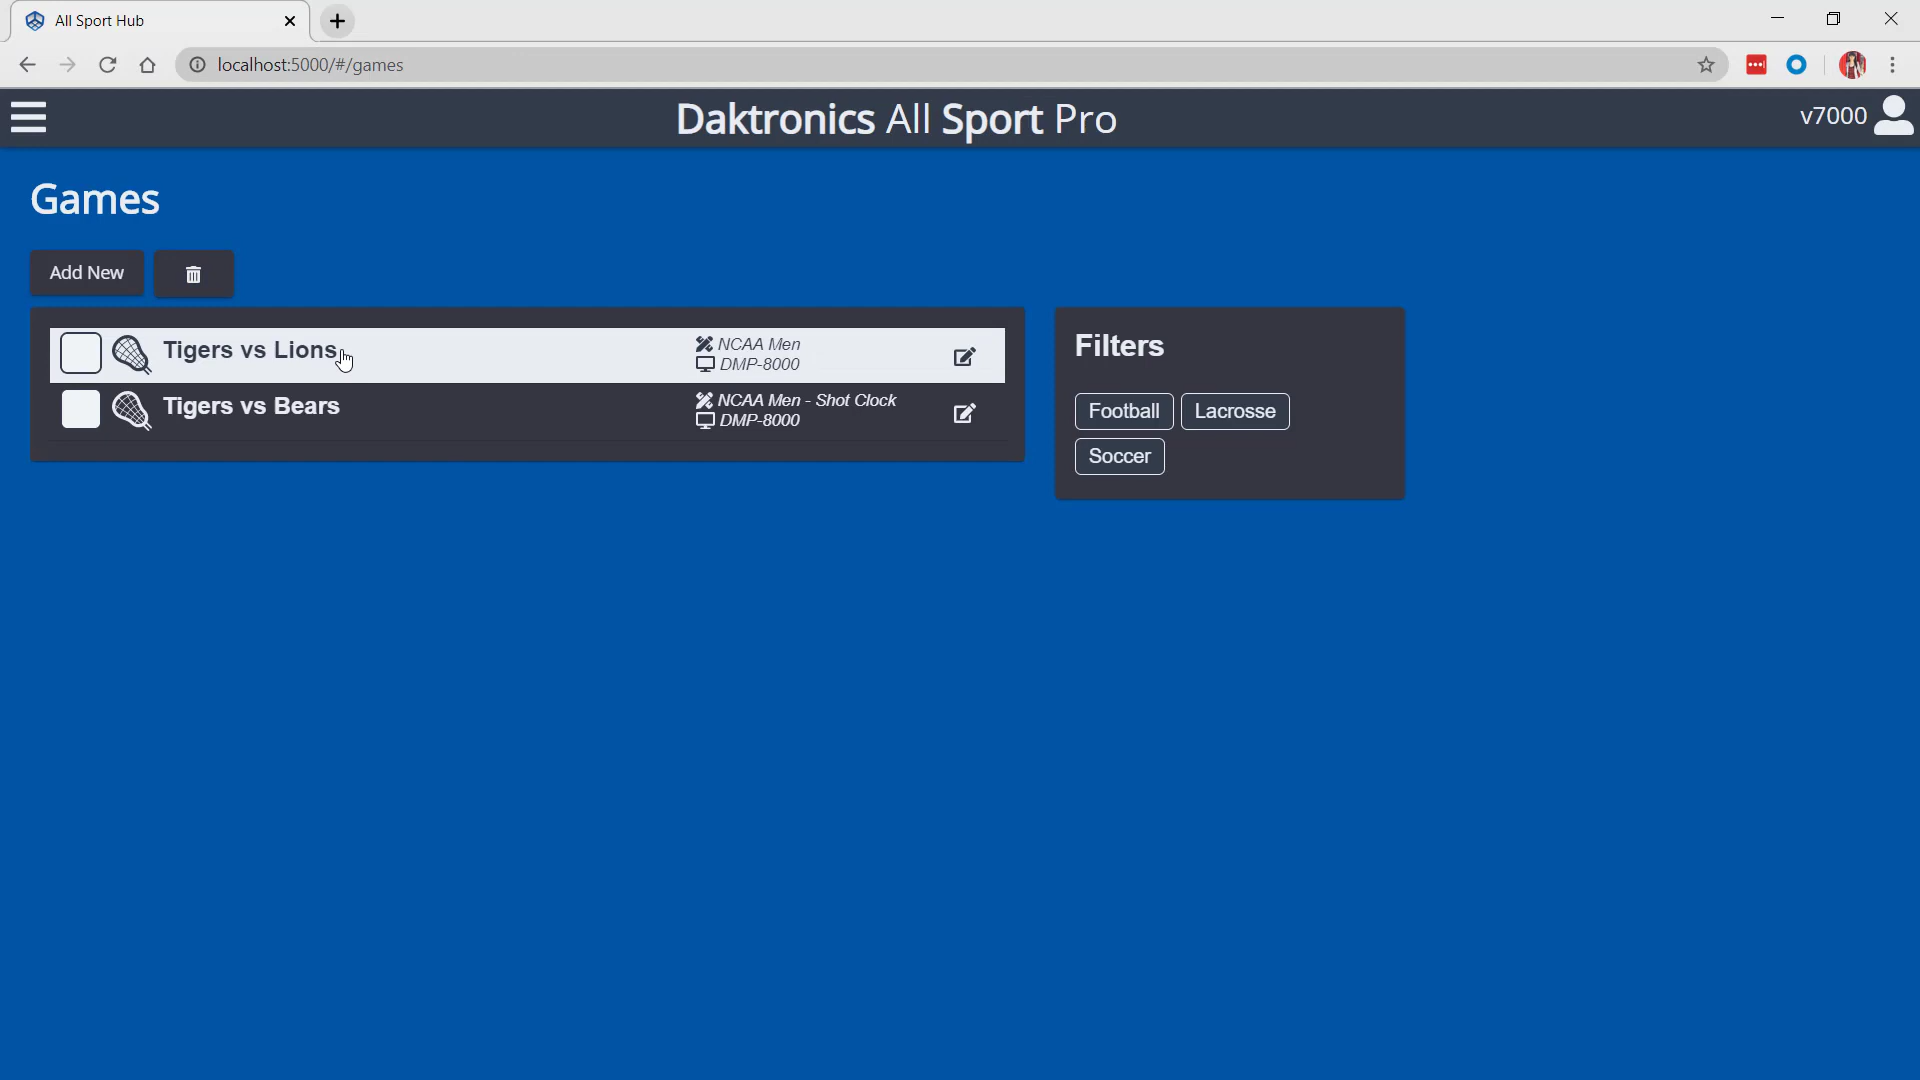 All Sport Hub
localhost:5000/#/games
Daktronics All Sport Pro
v7000
Games
Add New
Tigers vs Lions
NCAA Men
DMP-8000
Tigers vs Bears
NCAA Men - Shot Clock
DMP-8000
Filters
Football Lacrosse
Soccer